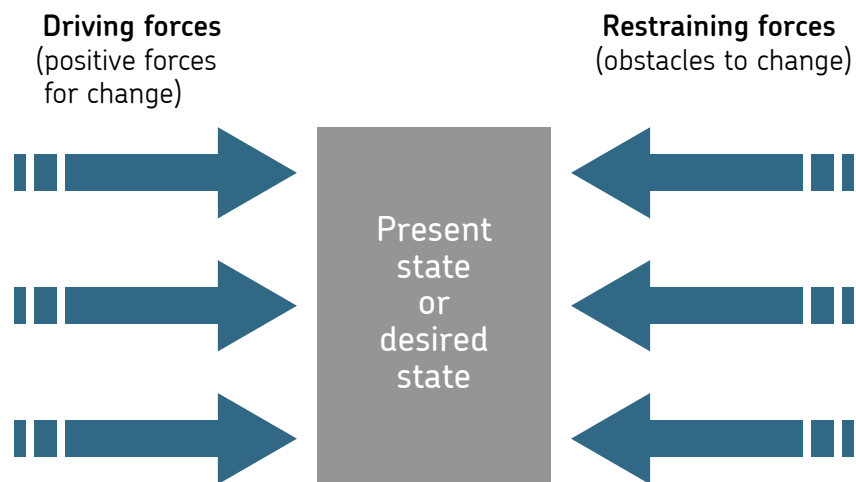 Driving forces
(positive forces
for change)
Restraining forces
(obstacles to change)
Present
state
or
desired
state